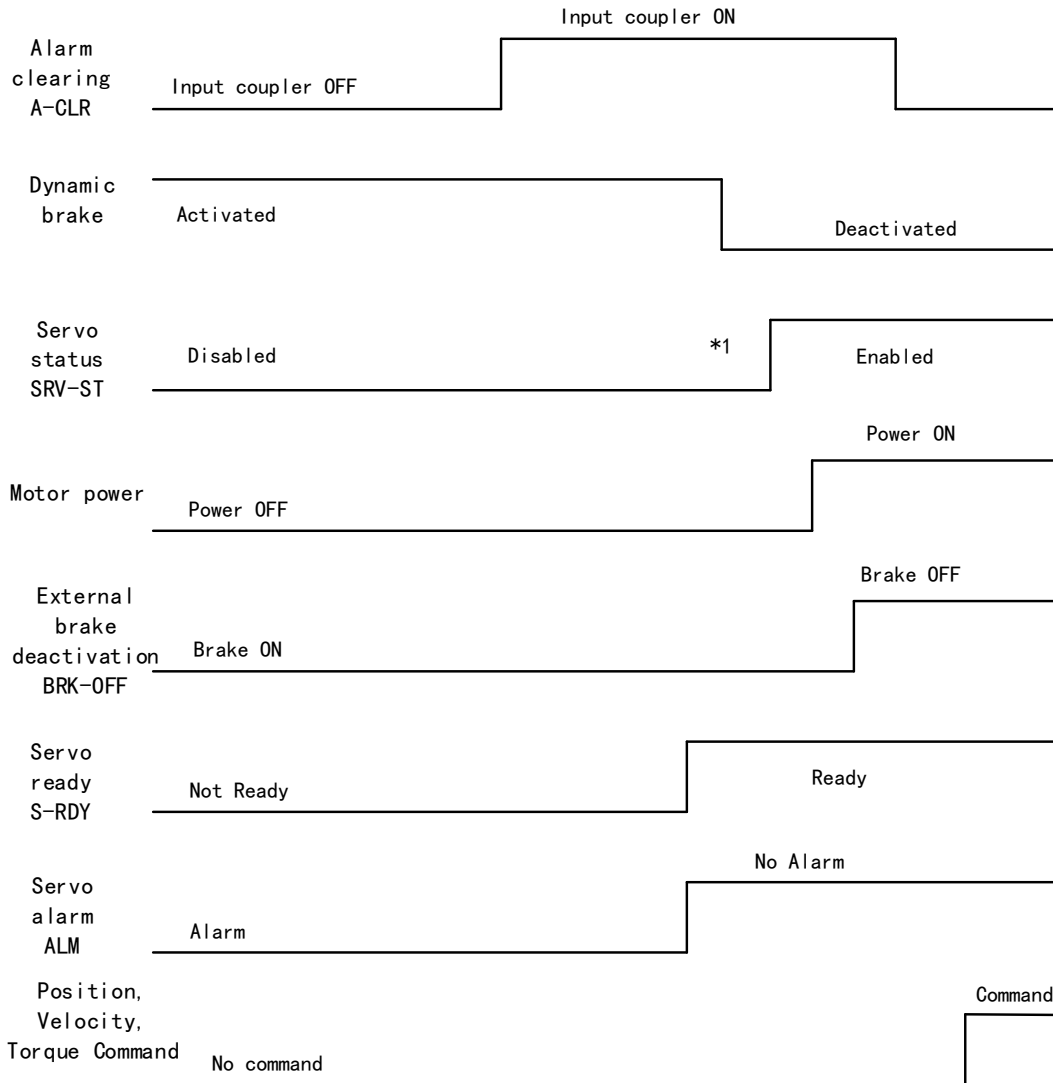 Input coupler ON
Alarm
clearing
A-CLR
Input coupler OFF
Dynamic
brake
Activated
Deactivated
Servo
status
SRV-ST
Disabled
*1
Enabled
Power ON
Motor power
Power OFF
Brake OFF
External
brake
deactivation
BRK-OFF
Brake ON
Servo
ready
S-RDY
Not Ready
Ready
No Alarm
Servo
alarm
ALM
Alarm
Position,
Velocity,
Torque Command
No command
Command